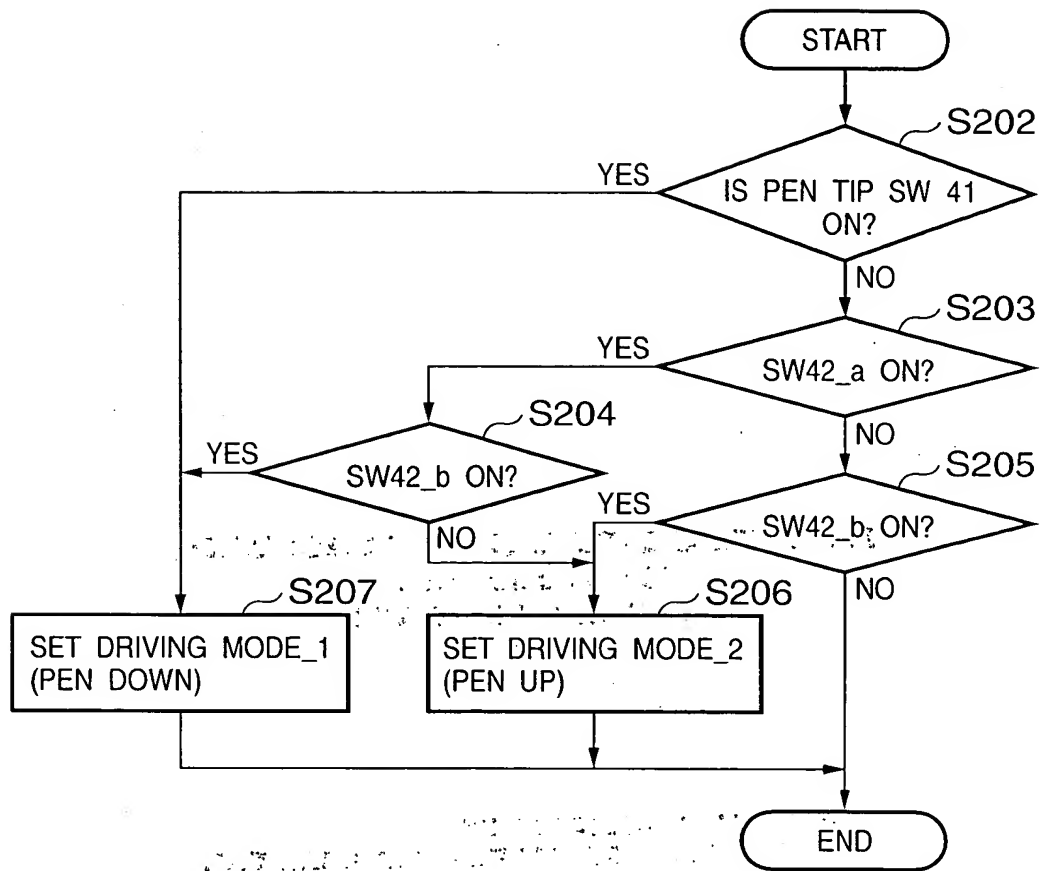 START
S202
YES
IS PEN TIP SW 41
ON?
NO
S203
YES
SW42_a ON?
S204
NO
YES
SW42_b ON?
S205
YES
SW42_b ON?
NO
NO
S207
S206
SET DRIVING MODE_1
(PEN DOWN)
SET DRIVING MODE_2
(PEN UP)
END